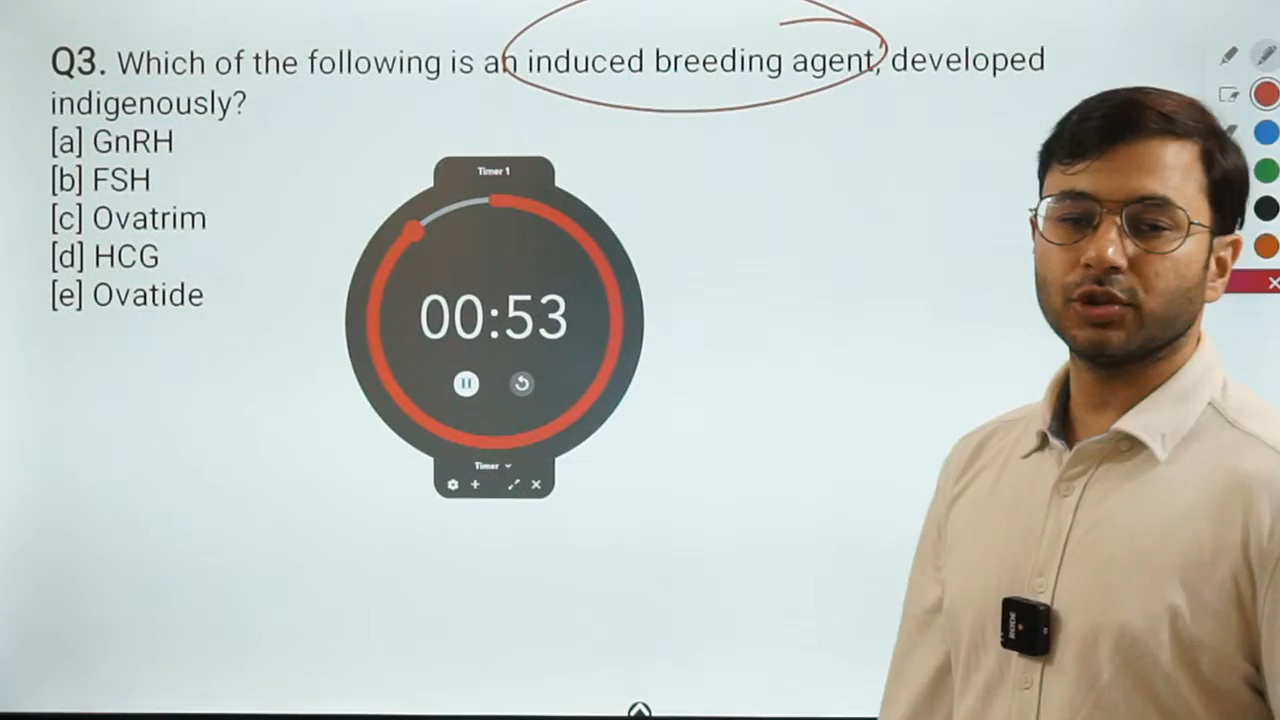 Q3. Which of the following is an induced breeding agent, developed
indigenously?
[a] GnRH
[b] FSH
[c] Ovatrim
[d] HCG
[e] Ovatide
Timer 1
00:53
Timer
RODE